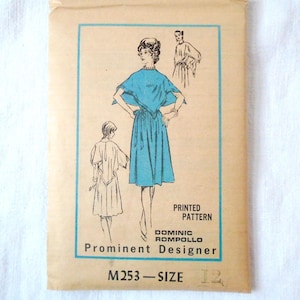 PRINTED
PATTERN
DOMINIC
ROMPOLLO
Prominent Designer
M253 — SIZE 12